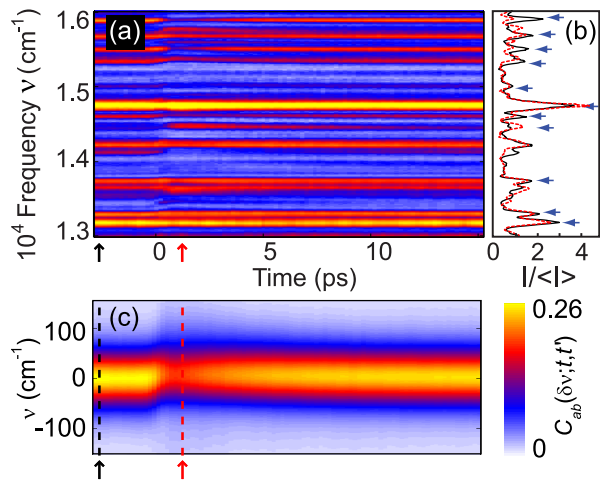 (a)
(b)
10⁴ Frequency ν (cm⁻¹)
1.6
1.5
1.4
1.3
0
5
10
Time (ps)
0
2
4
I/<I>
(c)
ν (cm⁻¹)
100
0
-100
0.26
0
C_ab(δν;t,t')